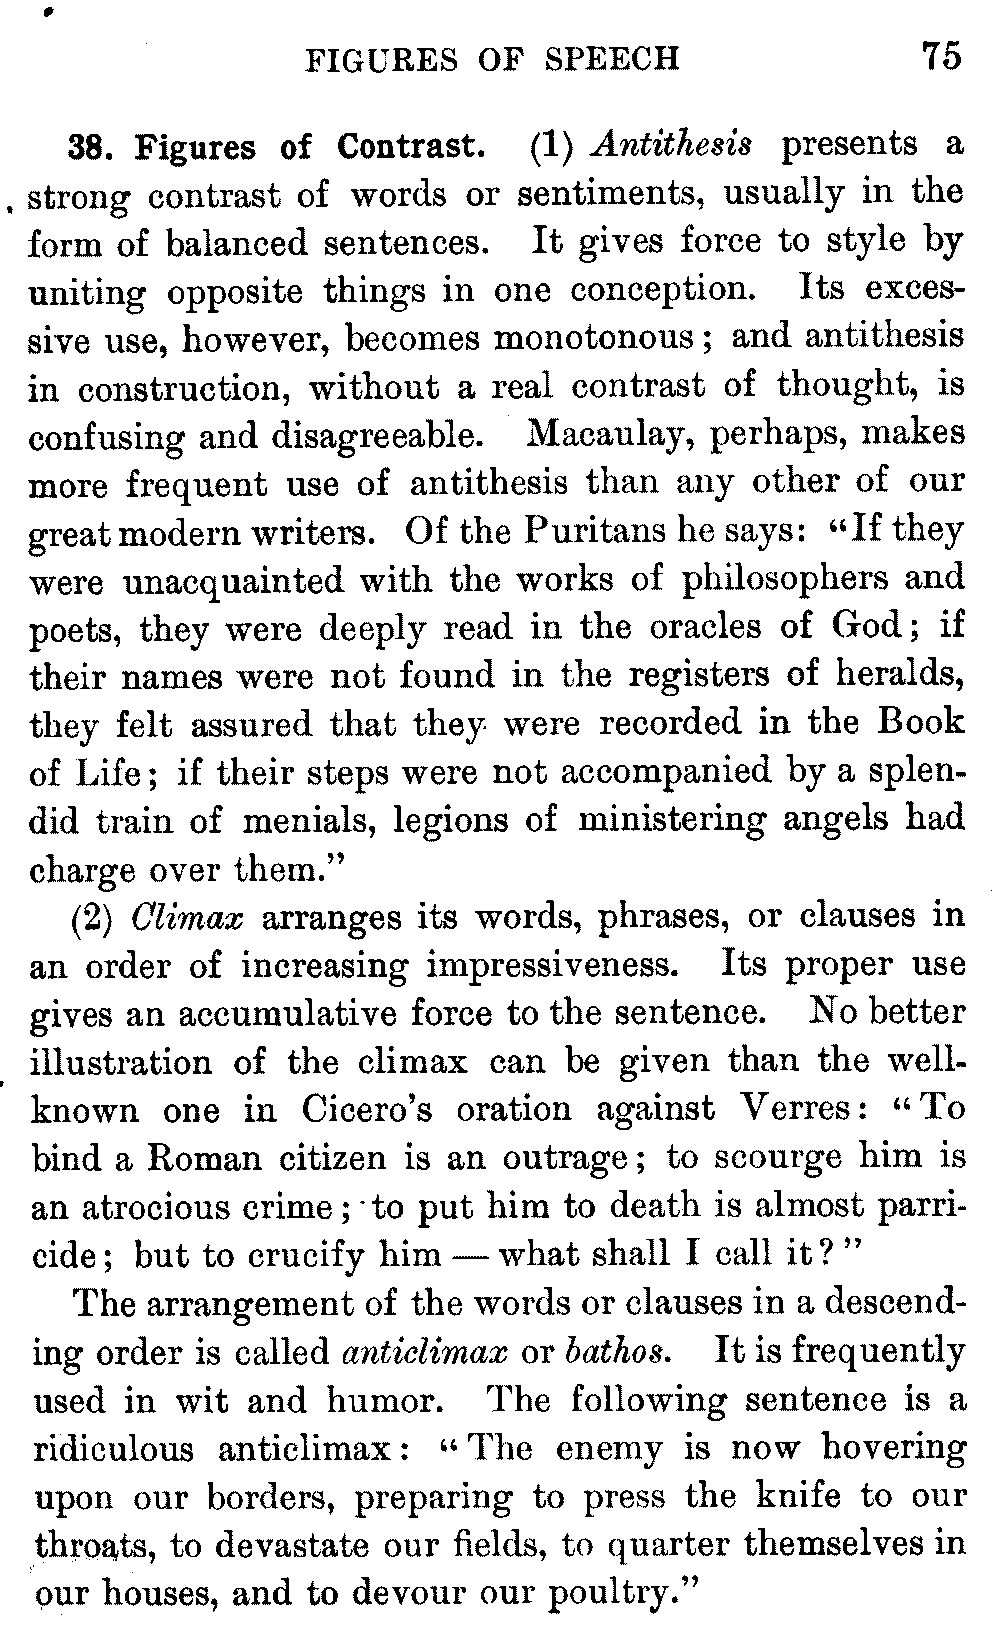 FIGURES OF SPEECH 75
38. Figures of Contrast. (1) Antithesis presents a
strong contrast of words or sentiments, usually in the
form of balanced sentences. It gives force to style by
uniting opposite things in one conception. Its exces-
sive use, however, becomes monotonous; and antithesis
in construction, without a real contrast of thought, is
confusing and disagreeable. Macaulay, perhaps, makes
more frequent use of antithesis than any other of our
great modern writers. Of the Puritans he says: “If they
were unacquainted with the works of philosophers and
poets, they were deeply read in the oracles of God; if
their names were not found in the registers of heralds,
they felt assured that they were recorded in the Book
of Life; if their steps were not accompanied by a splen-
did train of menials, legions of ministering angels had
charge over them.”
(2) Climax arranges its words, phrases, or clauses in
an order of increasing impressiveness. Its proper use
gives an accumulative force to the sentence. No better
illustration of the climax can be given than the well-
known one in Cicero’s oration against Verres: “To
bind a Roman citizen is an outrage; to scourge him is
an atrocious crime; to put him to death is almost parri-
cide; but to crucify him — what shall I call it?”
The arrangement of the words or clauses in a descend-
ing order is called anticlimax or bathos. It is frequently
used in wit and humor. The following sentence is a
ridiculous anticlimax: “The enemy is now hovering
upon our borders, preparing to press the knife to our
throats, to devastate our fields, to quarter themselves in
our houses, and to devour our poultry.”